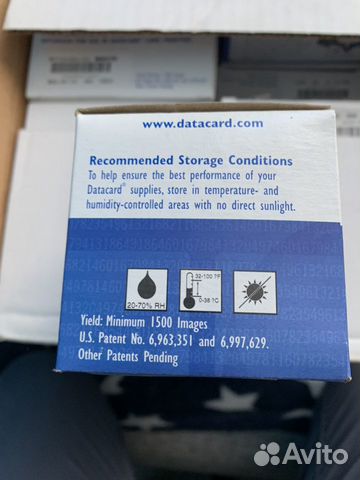 www.datacard.com
Recommended Storage Conditions
To help ensure the best performance of your
Datacard® supplies, store in temperature- and
humidity-controlled areas with no direct sunlight.
20-70% RH
32-100 °F
0-38 °C
Yield: Minimum 1500 Images
U.S. Patent No. 6,963,351 and 6,997,629.
Other Patents Pending
Avito